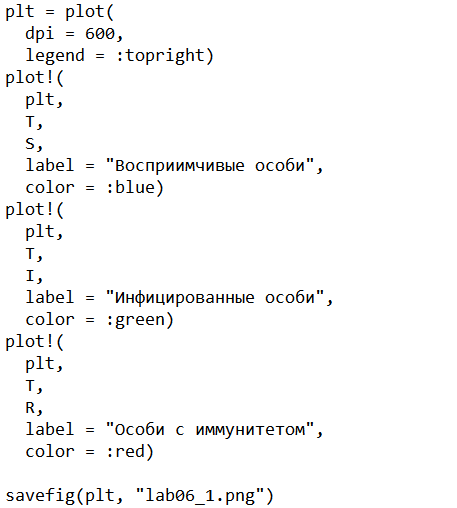 plt = plot(
  dpi = 600,
  legend = :topright)
plot!(
  plt,
  T,
  S,
  label = "Восприимчивые особи",
  color = :blue)
plot!(
  plt,
  T,
  I,
  label = "Инфицированные особи",
  color = :green)
plot!(
  plt,
  T,
  R,
  label = "Особи с иммунитетом",
  color = :red)

savefig(plt, "lab06_1.png")